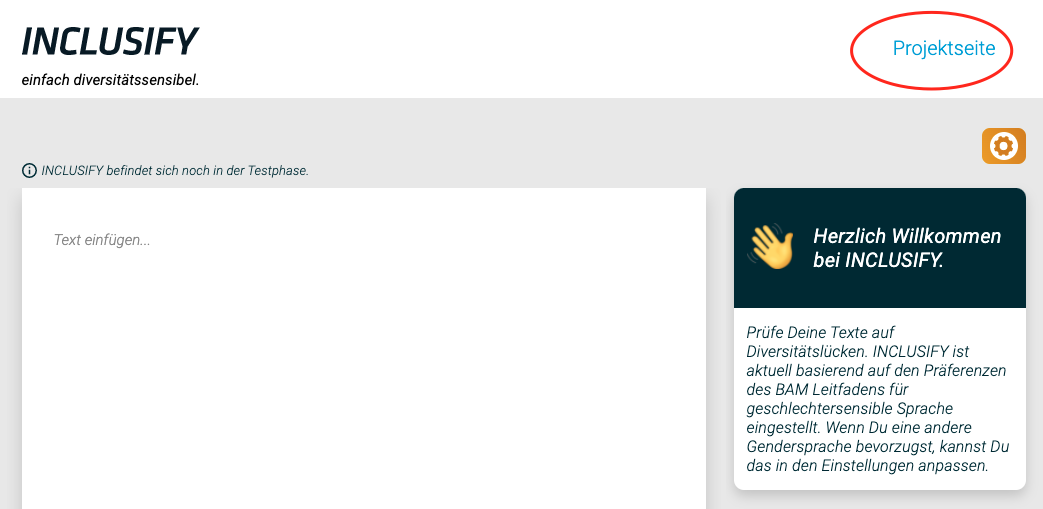 INCLUSIFY
einfach diversitätssensibel.
Projektseite
INCLUSIFY befindet sich noch in der Testphase.
Text einfügen...
Herzlich Willkommen
bei INCLUSIFY.
Prüfe Deine Texte auf
Diversitätslücken. INCLUSIFY ist
aktuell basierend auf den Präferenzen
des BAM Leitfadens für
geschlechtersensible Sprache
eingestellt. Wenn Du eine andere
Gendersprache bevorzugst, kannst Du
das in den Einstellungen anpassen.